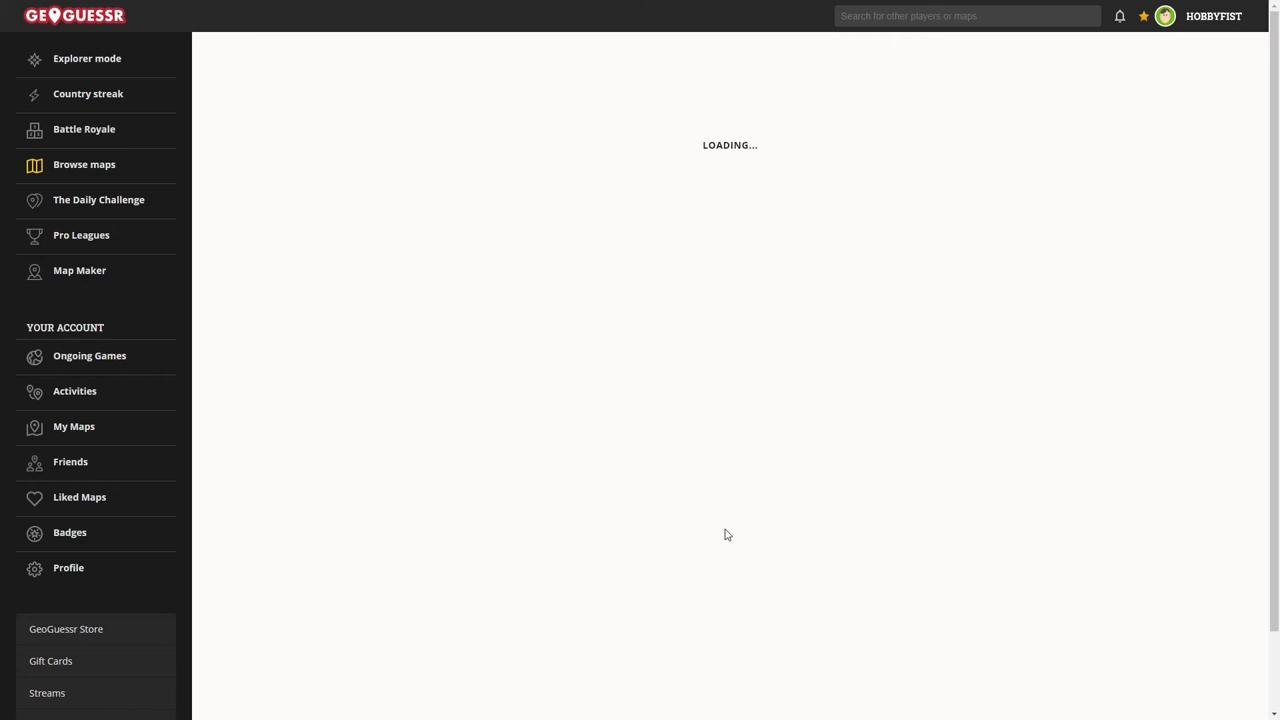 GEOGUESSR
Search for other players or maps
HOBBYFIST
Explorer mode
Country streak
Battle Royale
Browse maps
The Daily Challenge
Pro Leagues
Map Maker
YOUR ACCOUNT
Ongoing Games
Activities
My Maps
Friends
Liked Maps
Badges
Profile
GeoGuessr Store
Gift Cards
Streams
LOADING...